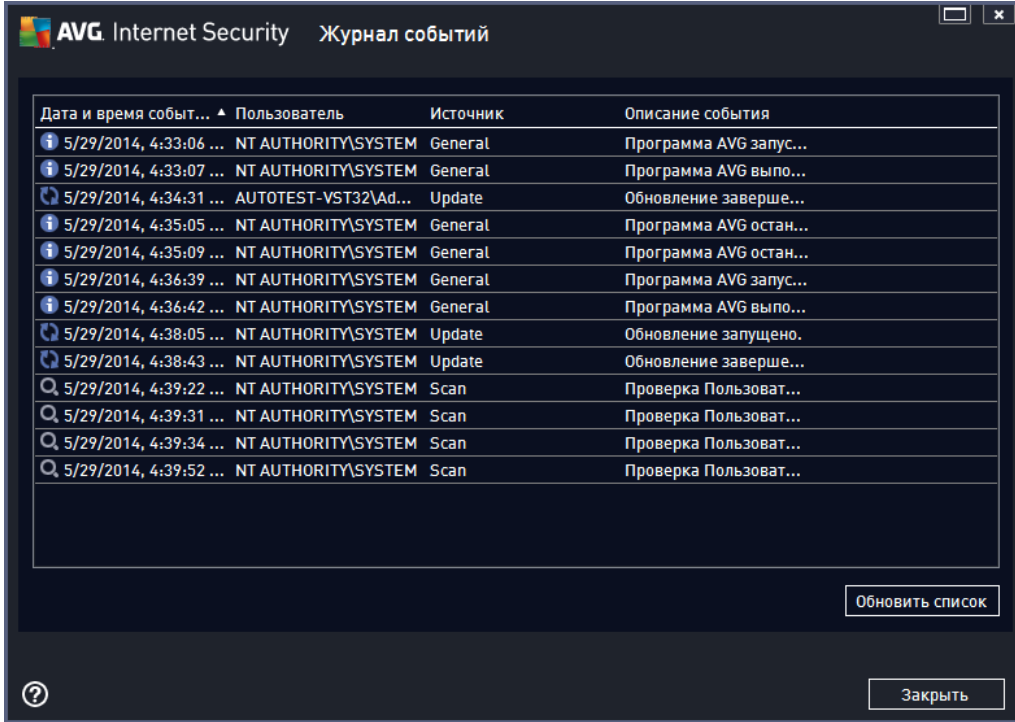 AVG. Internet Security Журнал событий
Дата и время событ... Пользователь Источник Описание события
5/29/2014, 4:33:06 ... NT AUTHORITY\SYSTEM General Программа AVG запус...
5/29/2014, 4:33:07 ... NT AUTHORITY\SYSTEM General Программа AVG выпо...
5/29/2014, 4:34:31 ... AUTOTEST-VST32\Ad... Update Обновление заверше...
5/29/2014, 4:35:05 ... NT AUTHORITY\SYSTEM General Программа AVG остан...
5/29/2014, 4:35:09 ... NT AUTHORITY\SYSTEM General Программа AVG остан...
5/29/2014, 4:36:39 ... NT AUTHORITY\SYSTEM General Программа AVG запус...
5/29/2014, 4:36:42 ... NT AUTHORITY\SYSTEM General Программа AVG выпо...
5/29/2014, 4:38:05 ... NT AUTHORITY\SYSTEM Update Обновление запущено.
5/29/2014, 4:38:43 ... NT AUTHORITY\SYSTEM Update Обновление заверше...
5/29/2014, 4:39:22 ... NT AUTHORITY\SYSTEM Scan Проверка Пользоват...
5/29/2014, 4:39:31 ... NT AUTHORITY\SYSTEM Scan Проверка Пользоват...
5/29/2014, 4:39:34 ... NT AUTHORITY\SYSTEM Scan Проверка Пользоват...
5/29/2014, 4:39:52 ... NT AUTHORITY\SYSTEM Scan Проверка Пользоват...
Обновить список
Закрыть